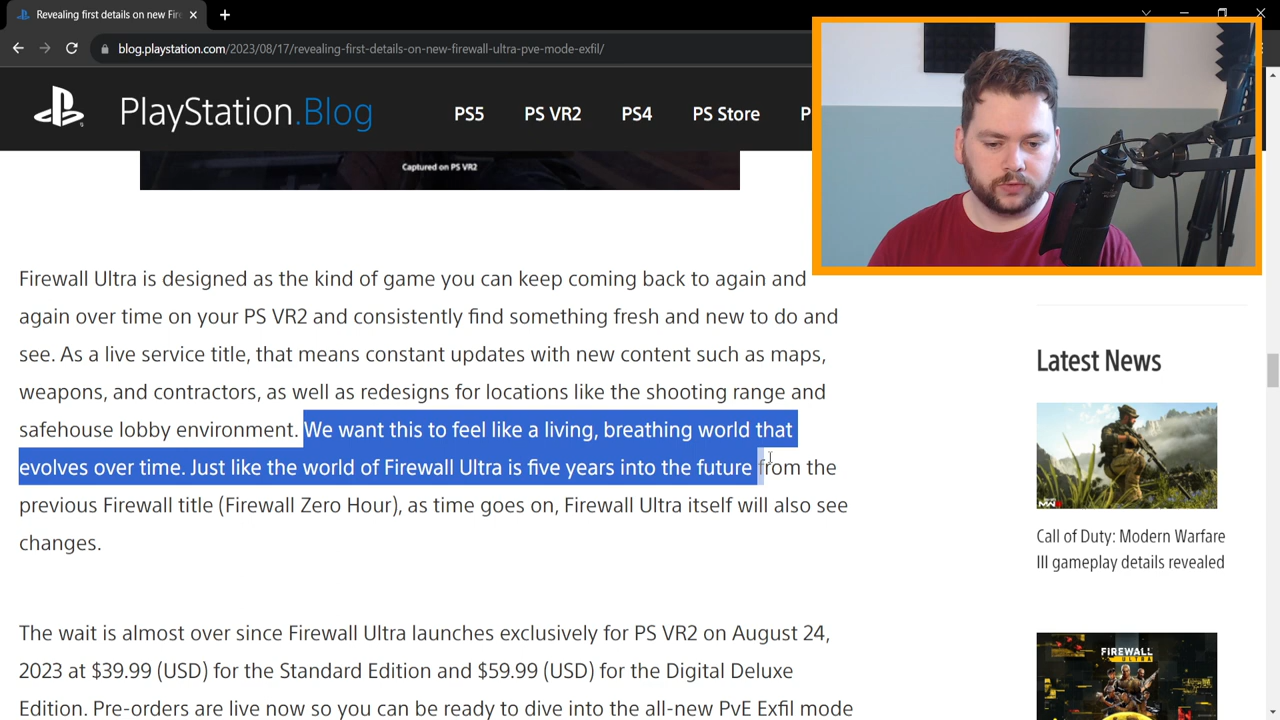 Revealing first details on new Fir
blog.playstation.com/2023/08/17/revealing-first-details-on-new-firewall-ultra-pve-mode-exfil/
PlayStation.Blog
PS5 PS VR2 PS4 PS Store P
Captured on PS VR2
Firewall Ultra is designed as the kind of game you can keep coming back to again and
again over time on your PS VR2 and consistently find something fresh and new to do and
see. As a live service title, that means constant updates with new content such as maps,
weapons, and contractors, as well as redesigns for locations like the shooting range and
safehouse lobby environment. We want this to feel like a living, breathing world that
evolves over time. Just like the world of Firewall Ultra is five years into the future from the
previous Firewall title (Firewall Zero Hour), as time goes on, Firewall Ultra itself will also see
changes.
The wait is almost over since Firewall Ultra launches exclusively for PS VR2 on August 24,
2023 at $39.99 (USD) for the Standard Edition and $59.99 (USD) for the Digital Deluxe
Edition. Pre-orders are live now so you can be ready to dive into the all-new PvE Exfil mode
Latest News
Call of Duty: Modern Warfare
III gameplay details revealed
FIREWALL
ULTRA